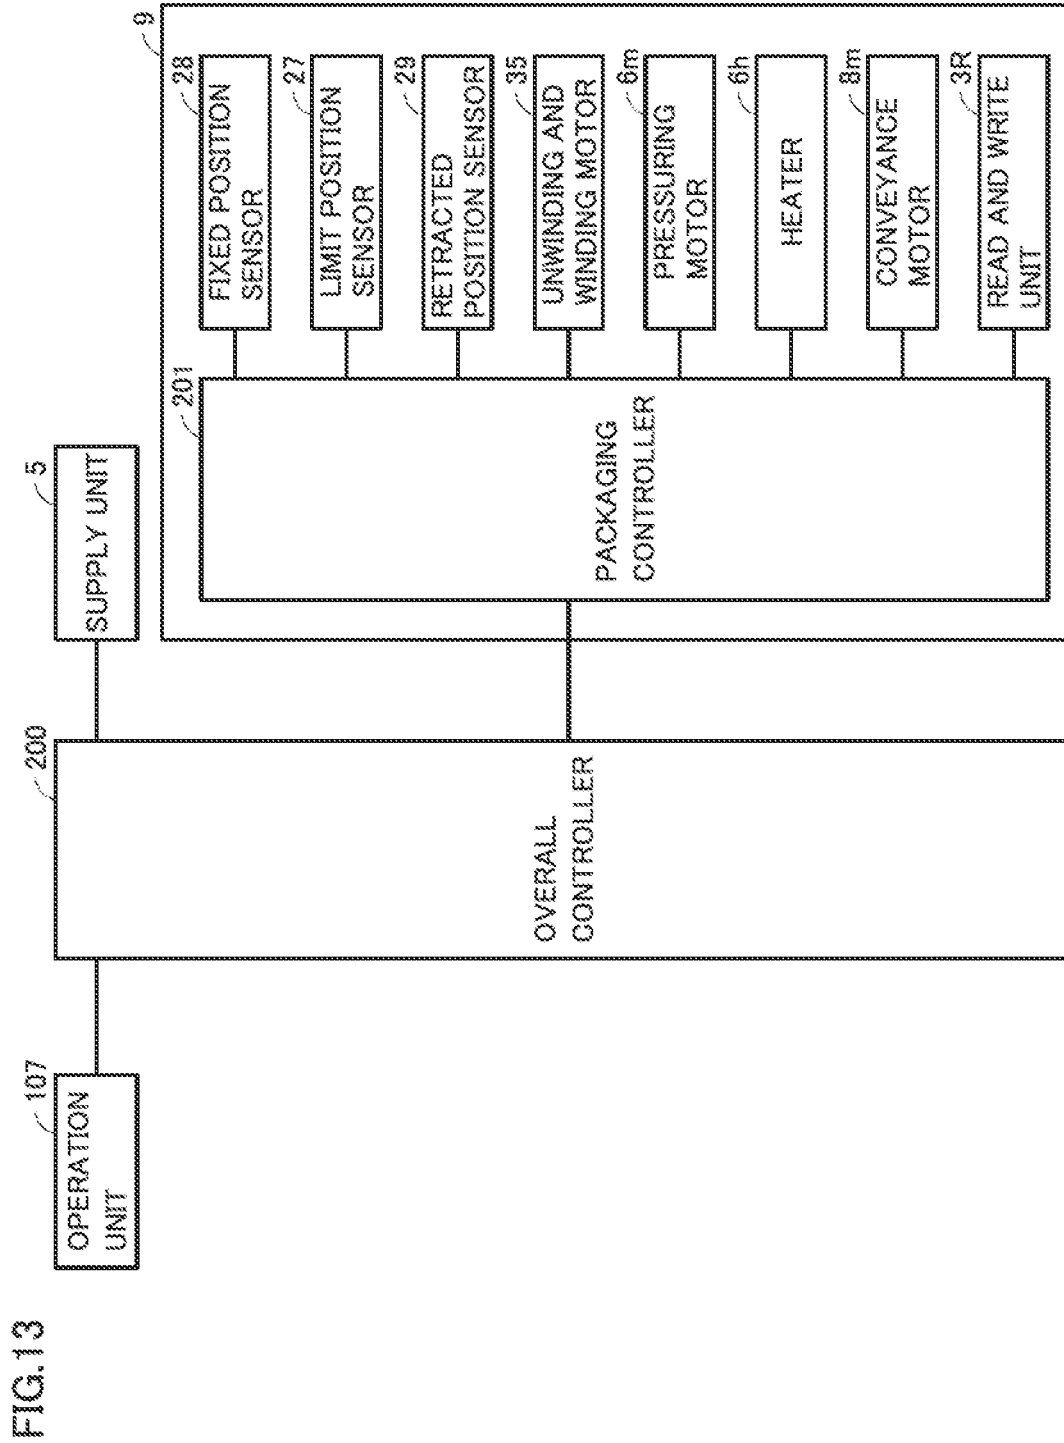 FIG.13
107
OPERATION
UNIT
200
OVERALL
CONTROLLER
5
SUPPLY UNIT
9
201
PACKAGING
CONTROLLER
28
FIXED POSITION
SENSOR
27
LIMIT POSITION
SENSOR
29
RETRACTED
POSITION SENSOR
35
UNWINDING AND
WINDING MOTOR
6m
PRESSURING
MOTOR
6h
HEATER
8m
CONVEYANCE
MOTOR
3R
READ AND WRITE
UNIT